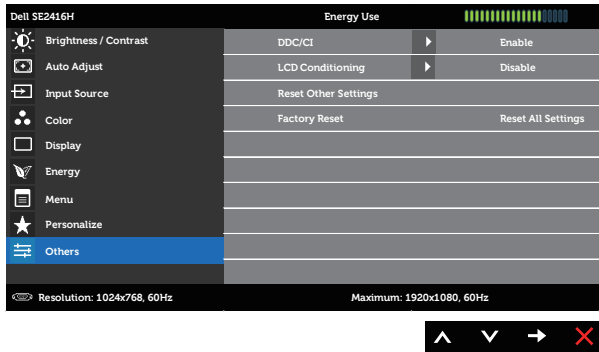 Dell SE2416H Energy Use
Brightness / Contrast DDC/CI Enable
Auto Adjust LCD Conditioning Disable
Input Source Reset Other Settings
Color Factory Reset Reset All Settings
Display
Energy
Menu
Personalize
Others
Resolution: 1024x768, 60Hz Maximum: 1920x1080, 60Hz